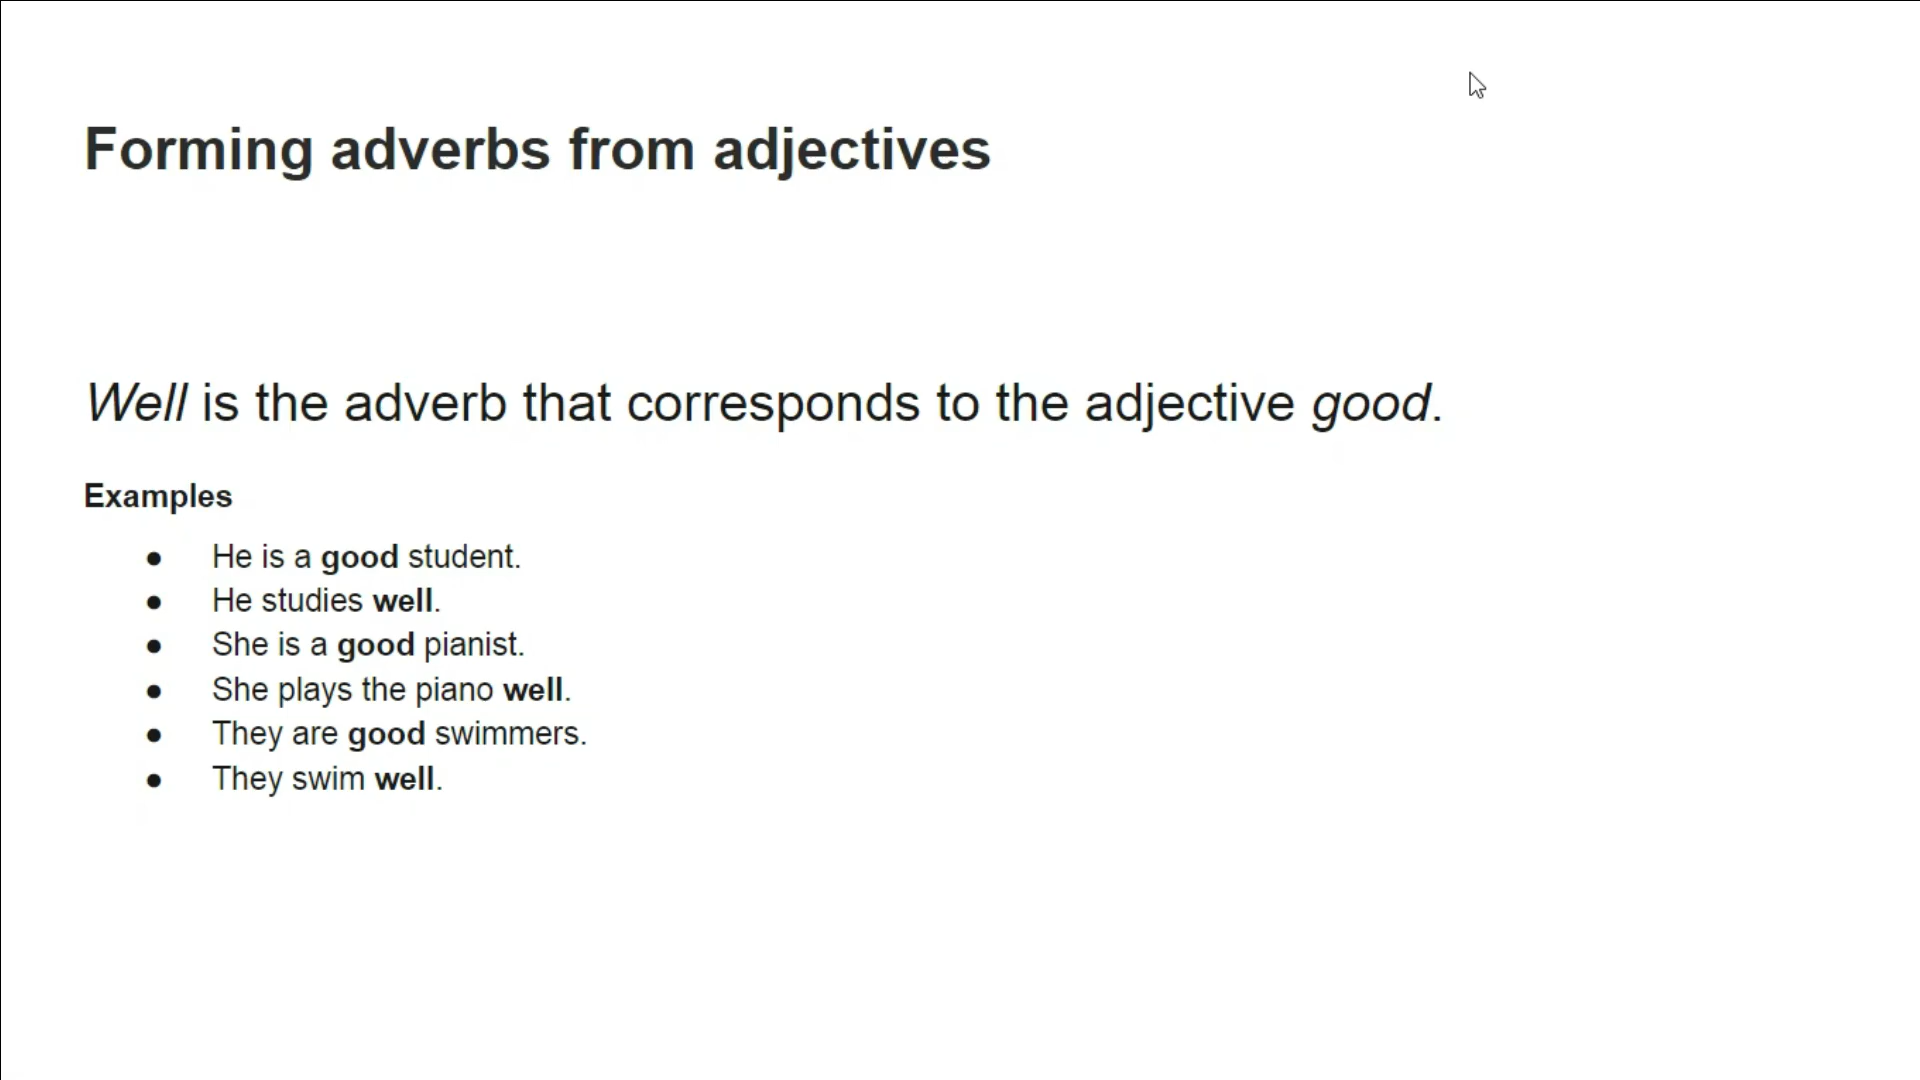 Forming adverbs from adjectives
Well is the adverb that corresponds to the adjective good.
Examples
● He is a good student.
● He studies well.
● She is a good pianist.
● She plays the piano well.
● They are good swimmers.
● They swim well.